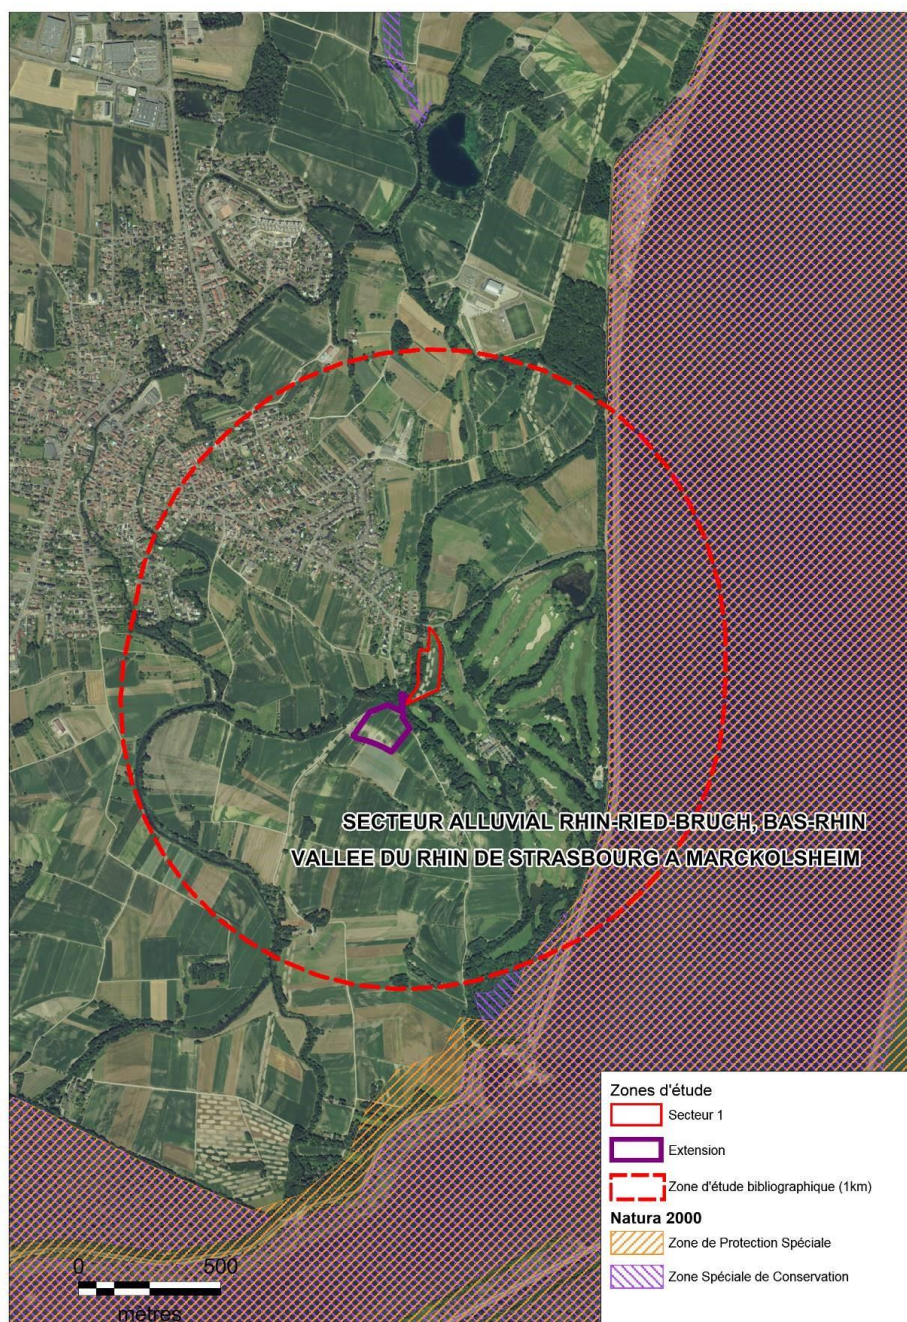 SECTEUR ALLUVIAL RHIN-RIED-BRUCH, BAS-RHIN
VALLEE DU RHIN DE STRASBOURG A MARCKOLSHEIM
Zones d'étude
Secteur 1
Extension
Zone d'étude bibliographique (1km)
Natura 2000
Zone de Protection Spéciale
Zone Spéciale de Conservation
0 500
mètres